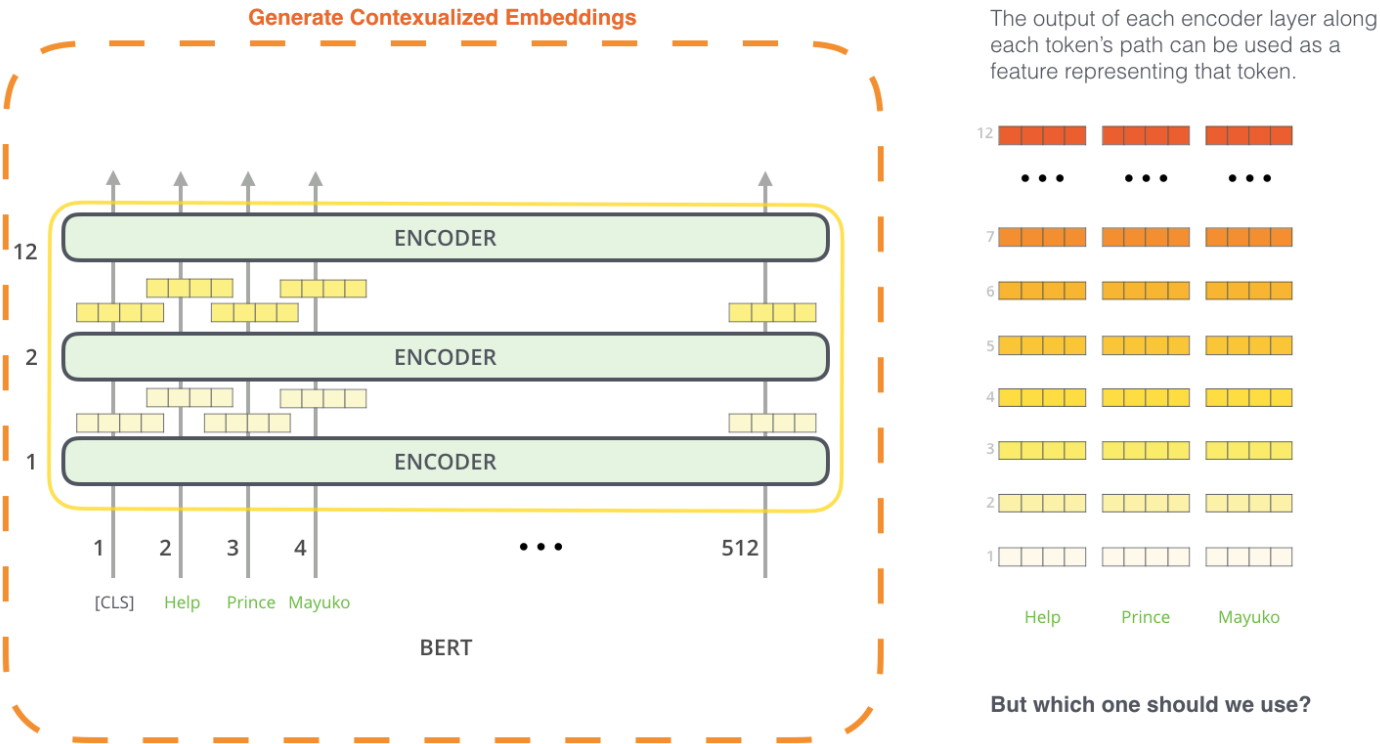 Generate Contexualized Embeddings
The output of each encoder layer along
each token's path can be used as a
feature representing that token.
12
ENCODER
2
ENCODER
1
ENCODER
1 2 3 4 ••• 512
[CLS] Help Prince Mayuko
BERT
12
••• ••• •••
7
6
5
4
3
2
1
Help Prince Mayuko
But which one should we use?